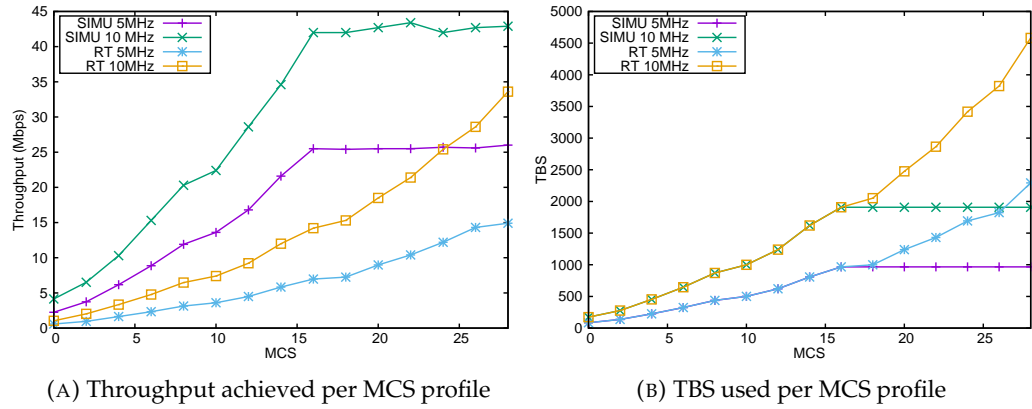 45
40
35
30
25
20
15
10
5
0
Throughput (Mbps)
SIMU 5MHz
SIMU 10 MHz
RT 5MHz
RT 10MHz
0 5 10 15 20 25
MCS
(A) Throughput achieved per MCS profile
5000
4500
4000
3500
3000
2500
2000
1500
1000
500
0
TBS
SIMU 5MHz
SIMU 10 MHz
RT 5MHz
RT 10MHz
0 5 10 15 20 25
MCS
(B) TBS used per MCS profile